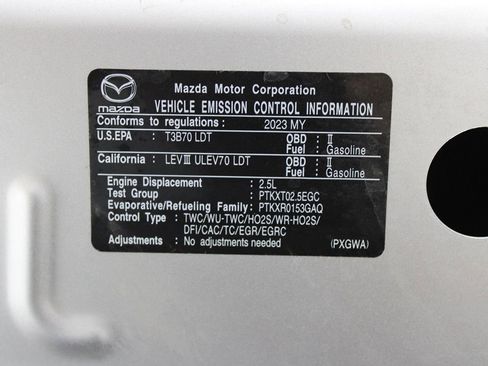 mazda
Mazda Motor Corporation
VEHICLE EMISSION CONTROL INFORMATION
Conforms to regulations : 2023 MY
U.S.EPA : T3B70 LDT OBD : II
Fuel : Gasoline
California : LEVIII ULEV70 LDT OBD : II
Fuel : Gasoline
Engine Displacement : 2.5L
Test Group : PTKXT02.5EGC
Evaporative/Refueling Family: PTKXR0153GAQ
Control Type : TWC/WU-TWC/HO2S/WR-HO2S/
DFI/CAC/TC/EGR/EGRC
Adjustments : No adjustments needed (PXGWA)